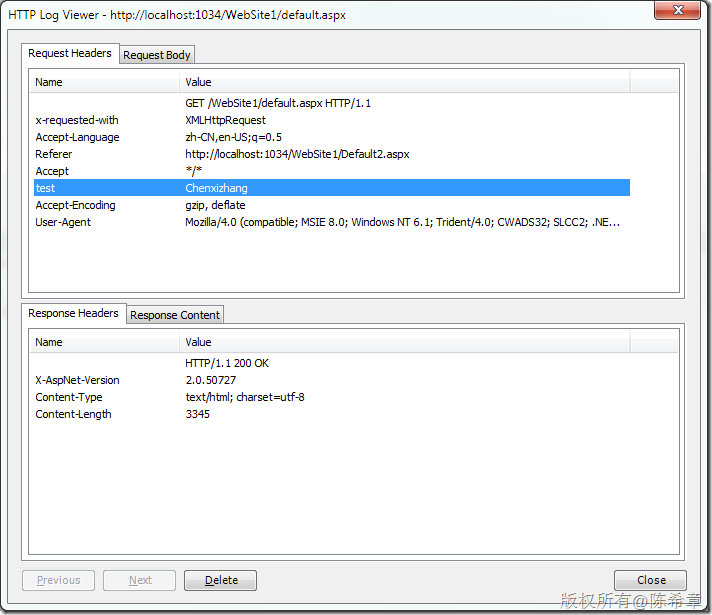 HTTP Log Viewer - http://localhost:1034/WebSite1/default.aspx
Request Headers Request Body
Name Value
GET /WebSite1/default.aspx HTTP/1.1
x-requested-with XMLHttpRequest
Accept-Language zh-CN,en-US;q=0.5
Referer http://localhost:1034/WebSite1/Default2.aspx
Accept */*
test Chenxizhang
Accept-Encoding gzip, deflate
User-Agent Mozilla/4.0 (compatible; MSIE 8.0; Windows NT 6.1; Trident/4.0; CWADS32; SLCC2; .NE...
Response Headers Response Content
Name Value
HTTP/1.1 200 OK
X-AspNet-Version 2.0.50727
Content-Type text/html; charset=utf-8
Content-Length 3345
Previous Next Delete Close
版权所有@陈希章